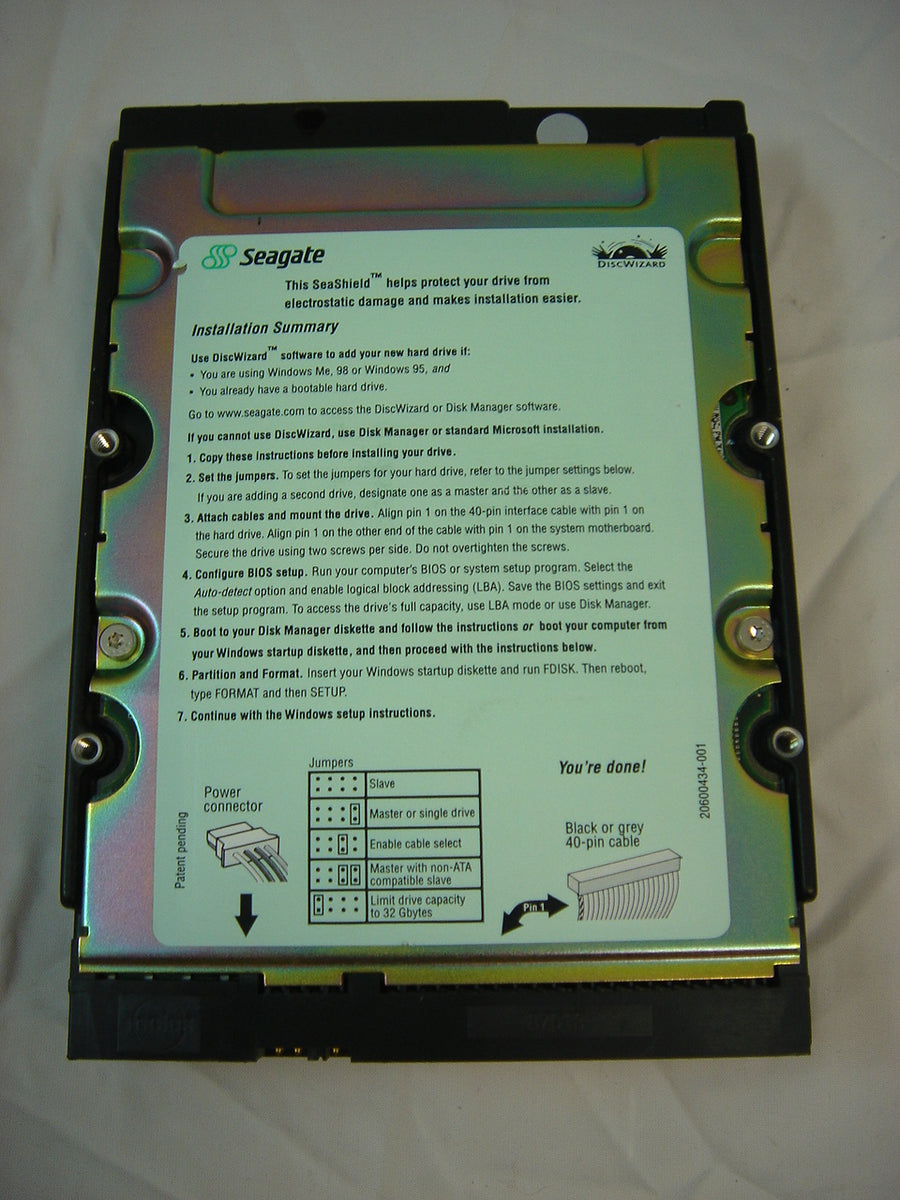 Seagate
DiscWizard
This SeaShield™ helps protect your drive from
electrostatic damage and makes installation easier.
Installation Summary
Use DiscWizard™ software to add your new hard drive if:
• You are using Windows Me, 98 or Windows 95, and
• You already have a bootable hard drive.
Go to www.seagate.com to access the DiscWizard or Disk Manager software.
If you cannot use DiscWizard, use Disk Manager or standard Microsoft installation.
1. Copy these instructions before installing your drive.
2. Set the jumpers. To set the jumpers for your hard drive, refer to the jumper settings below.
If you are adding a second drive, designate one as a master and the other as a slave.
3. Attach cables and mount the drive. Align pin 1 on the 40-pin interface cable with pin 1 on
the hard drive. Align pin 1 on the other end of the cable with pin 1 on the system motherboard.
Secure the drive using two screws per side. Do not overtighten the screws.
4. Configure BIOS setup. Run your computer's BIOS or system setup program. Select the
Auto-detect option and enable logical block addressing (LBA). Save the BIOS settings and exit
the setup program. To access the drive's full capacity, use LBA mode or use Disk Manager.
5. Boot to your Disk Manager diskette and follow the instructions or boot your computer from
your Windows startup diskette, and then proceed with the instructions below.
6. Partition and Format. Insert your Windows startup diskette and run FDISK. Then reboot,
type FORMAT and then SETUP.
7. Continue with the Windows setup instructions.
Patent pending
Power
connector
Jumpers
Slave
Master or single drive
Enable cable select
Master with non-ATA
compatible slave
Limit drive capacity
to 32 Gbytes
You're done!
Black or grey
40-pin cable
Pin 1
20600434-001